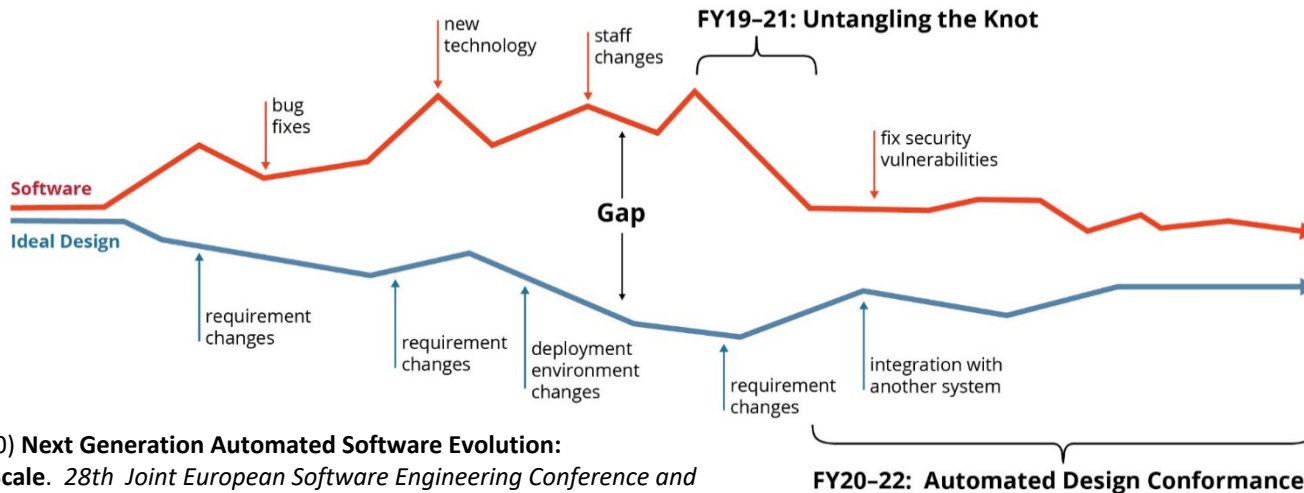 FY19–21: Untangling the Knot
new
technology
staff
changes
bug
fixes
fix security
vulnerabilities
Software
Gap
Ideal Design
requirement
changes
requirement
changes
deployment
environment
changes
requirement
changes
integration with
another system
0) Next Generation Automated Software Evolution:
cale. 28th Joint European Software Engineering Conference and
FY20–22: Automated Design Conformance